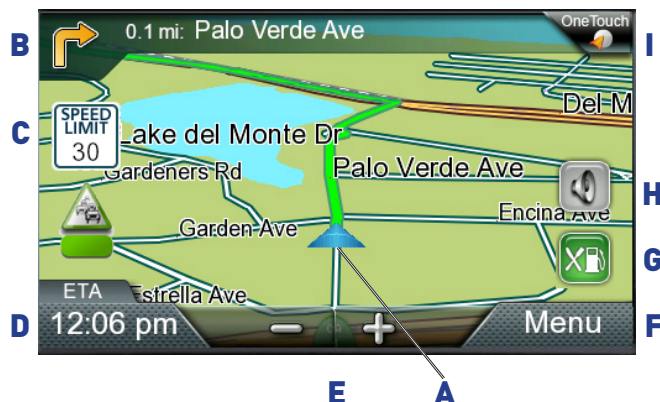 B
0.1 mi: Palo Verde Ave
OneTouch
I
Del M
C
SPEED
LIMIT
30
Lake del Monte Dr
Gardeners Rd
Palo Verde Ave
H
Encina Ave
Garden Ave
G
ETA
Estrella Ave
D
12:06 pm
Menu
F
E
A